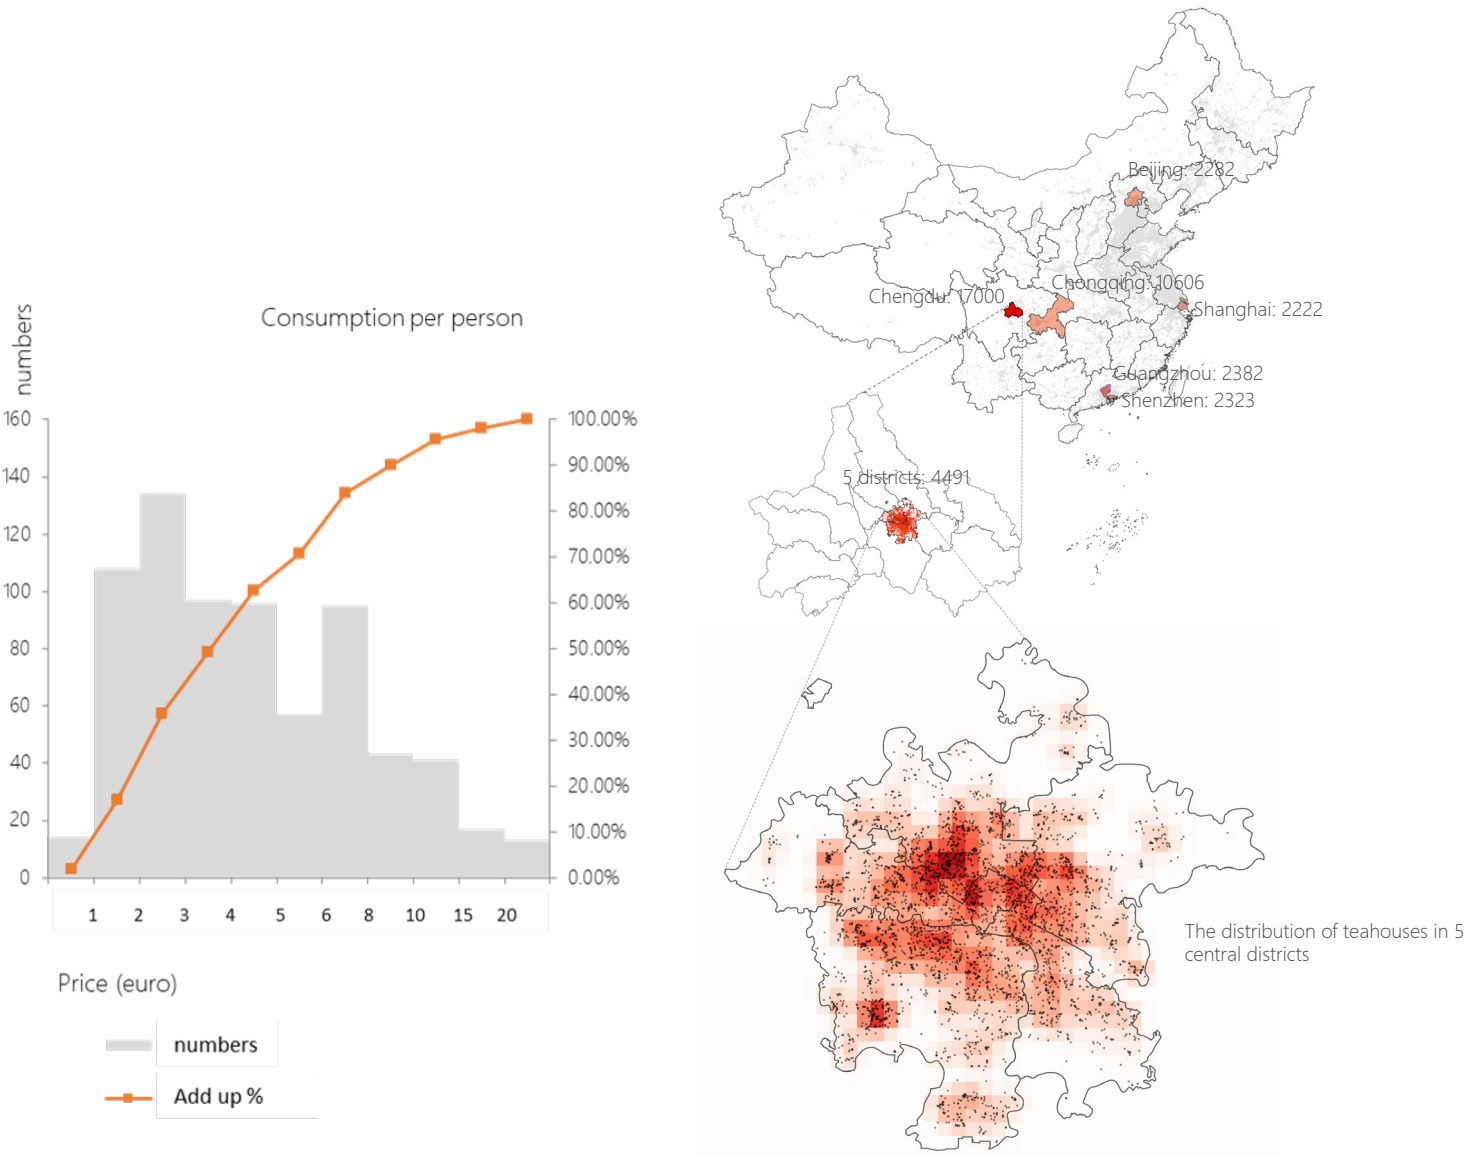 Consumption per person
numbers
160
140
120
100
80
60
40
20
0
100.00%
90.00%
80.00%
70.00%
60.00%
50.00%
40.00%
30.00%
20.00%
10.00%
0.00%
1 2 3 4 5 6 8 10 15 20
Price (euro)
numbers
Add up %
Beijing: 2282
Chongqing: 10606
Chengdu: 17000
Shanghai: 2222
Guangzhou: 2382
Shenzhen: 2323
5 districts: 4491
The distribution of teahouses in 5
central districts